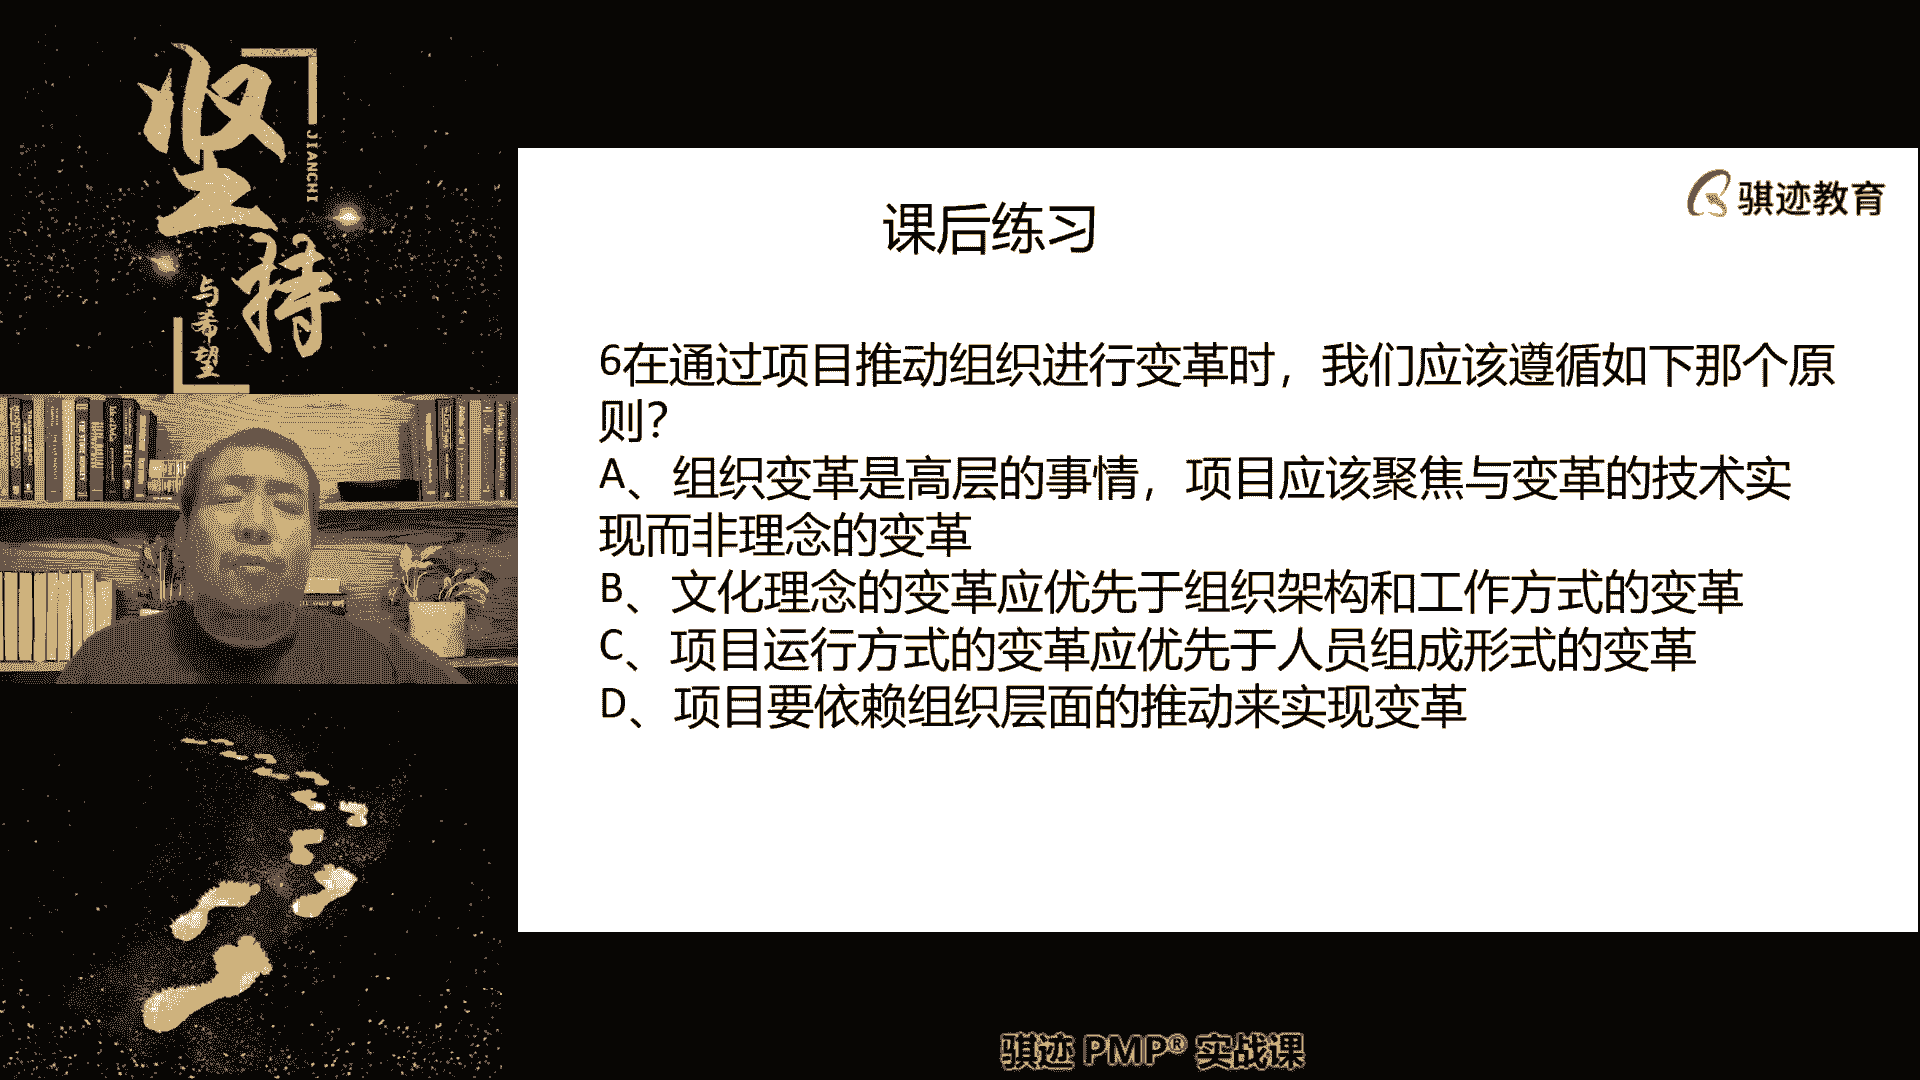 坚持
JIANCHI
与希望
骐迹教育
课后练习
6在通过项目推动组织进行变革时，我们应该遵循如下那个原
则？
A、组织变革是高层的事情，项目应该聚焦与变革的技术实
现而非理念的变革
B、文化理念的变革应优先于组织架构和工作方式的变革
C、项目运行方式的变革应优先于人员组成形式的变革
D、项目要依赖组织层面的推动来实现变革
骐迹 PMP® 实战课